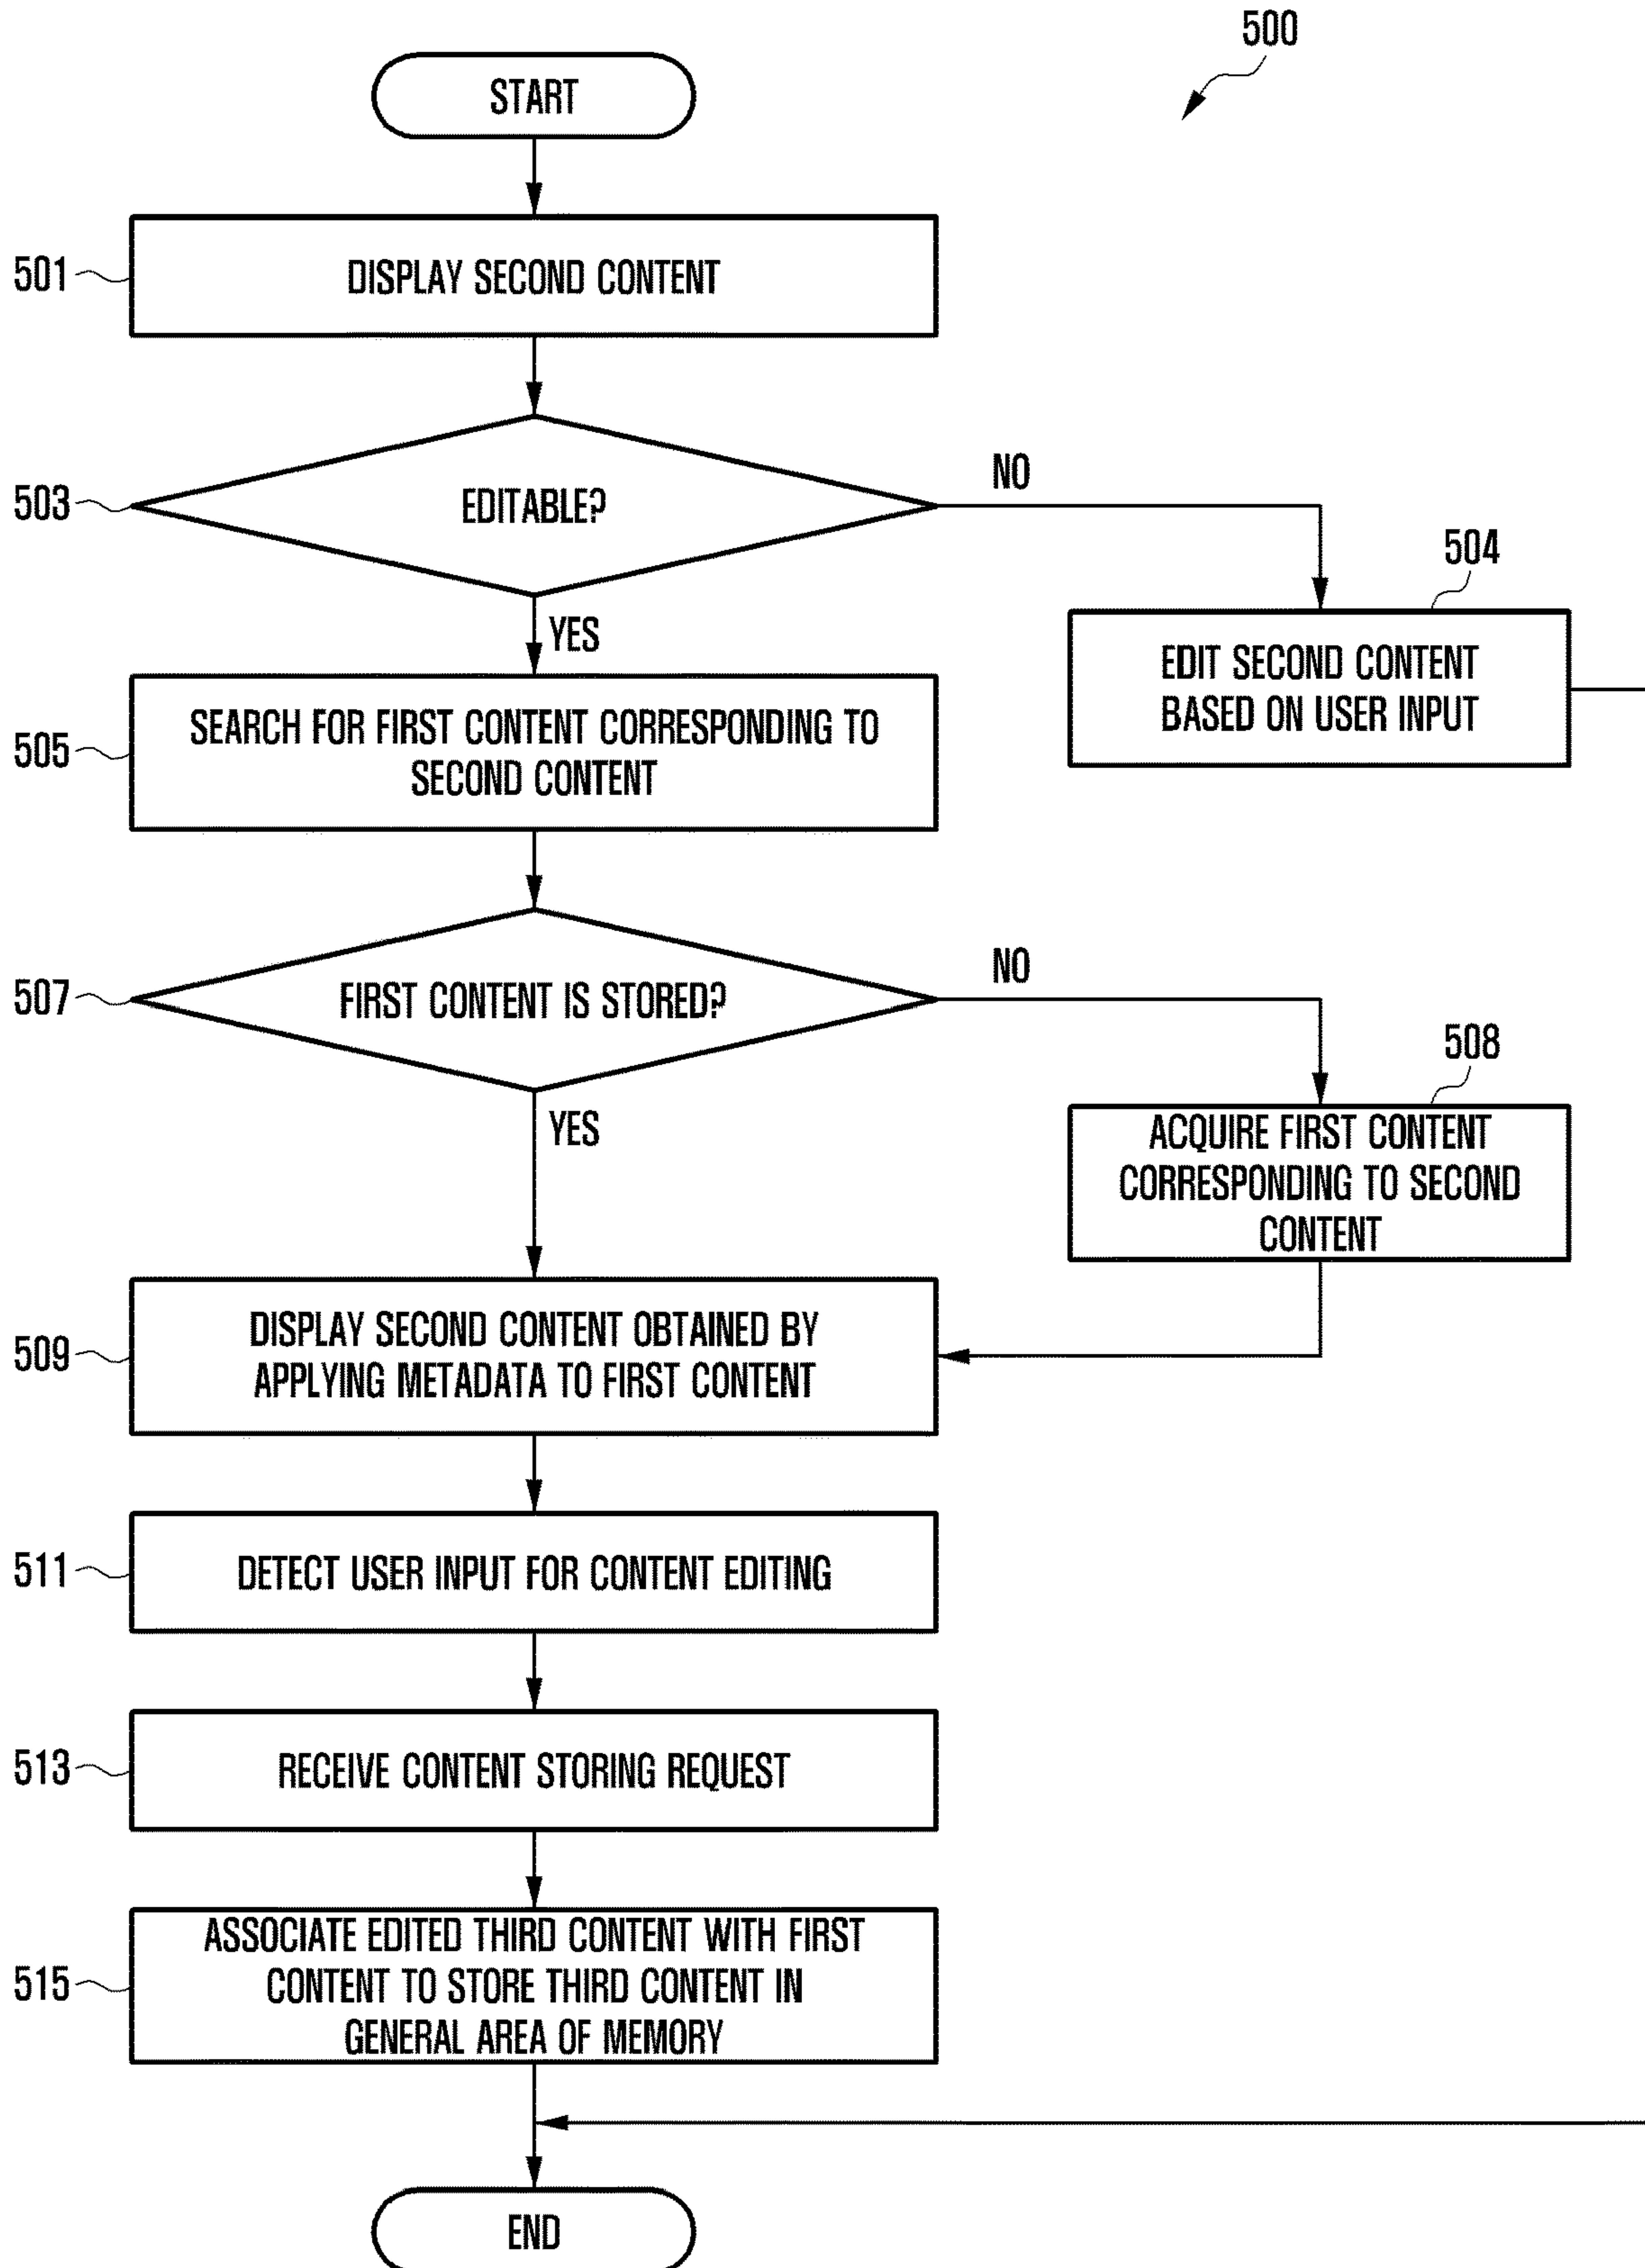 500
START
501
DISPLAY SECOND CONTENT
503
EDITABLE?
NO
504
YES
EDIT SECOND CONTENT
BASED ON USER INPUT
505
SEARCH FOR FIRST CONTENT CORRESPONDING TO
SECOND CONTENT
507
FIRST CONTENT IS STORED?
NO
508
YES
ACQUIRE FIRST CONTENT
CORRESPONDING TO SECOND
CONTENT
509
DISPLAY SECOND CONTENT OBTAINED BY
APPLYING METADATA TO FIRST CONTENT
511
DETECT USER INPUT FOR CONTENT EDITING
513
RECEIVE CONTENT STORING REQUEST
515
ASSOCIATE EDITED THIRD CONTENT WITH FIRST
CONTENT TO STORE THIRD CONTENT IN
GENERAL AREA OF MEMORY
END